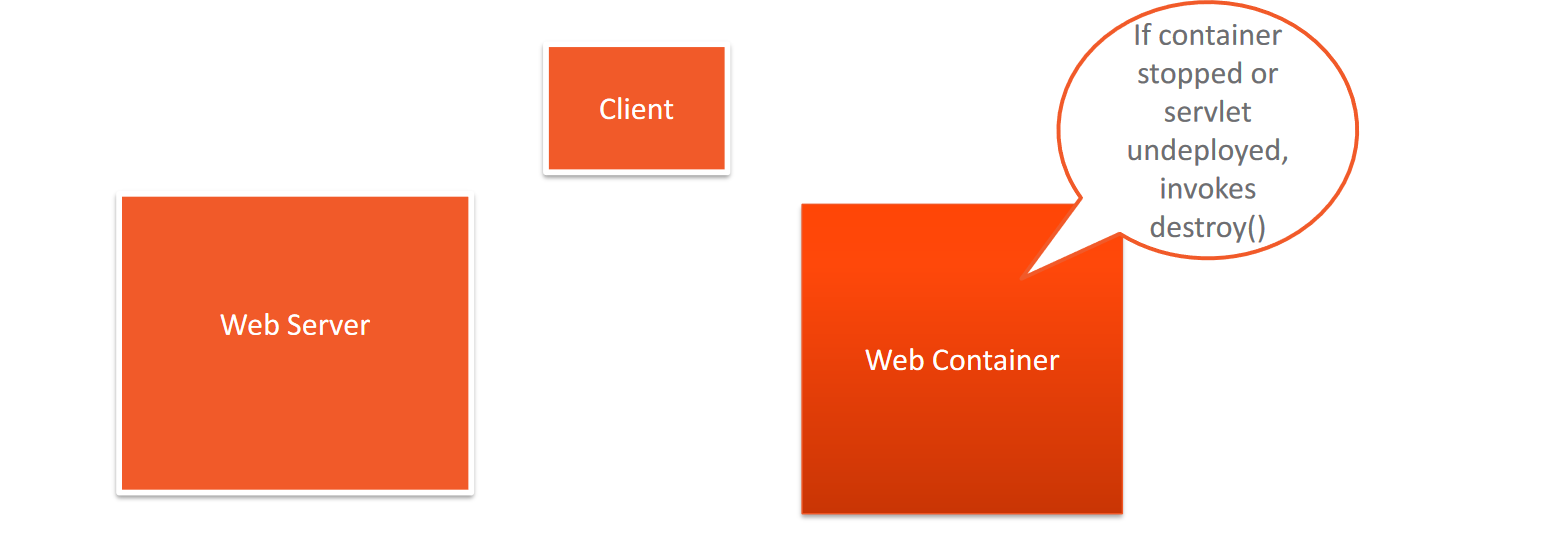 Client
Web Server
Web Container
If container
stopped or
servlet
undeployed,
invokes
destroy()